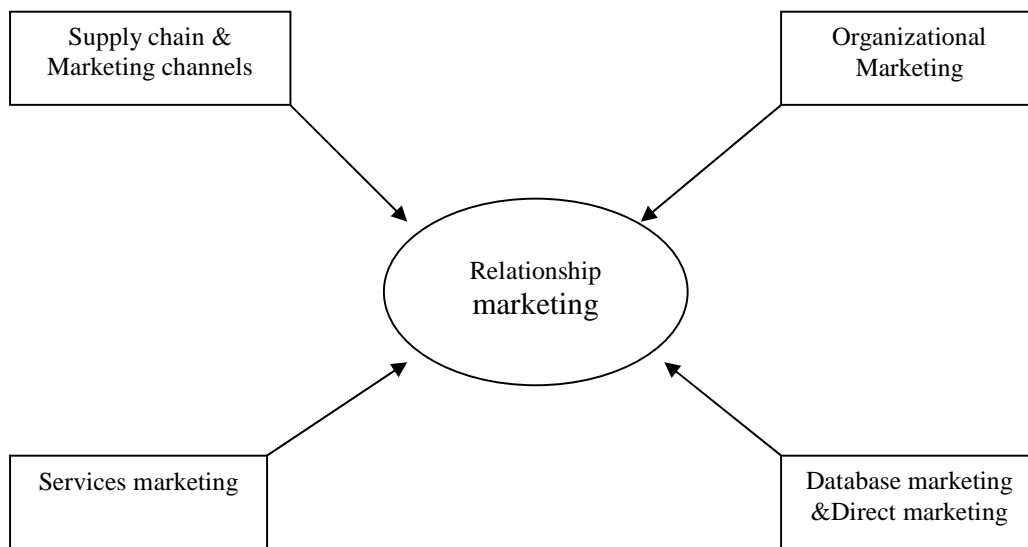 Supply chain &
Marketing channels
Organizational
Marketing
Relationship
marketing
Services marketing
Database marketing
&Direct marketing